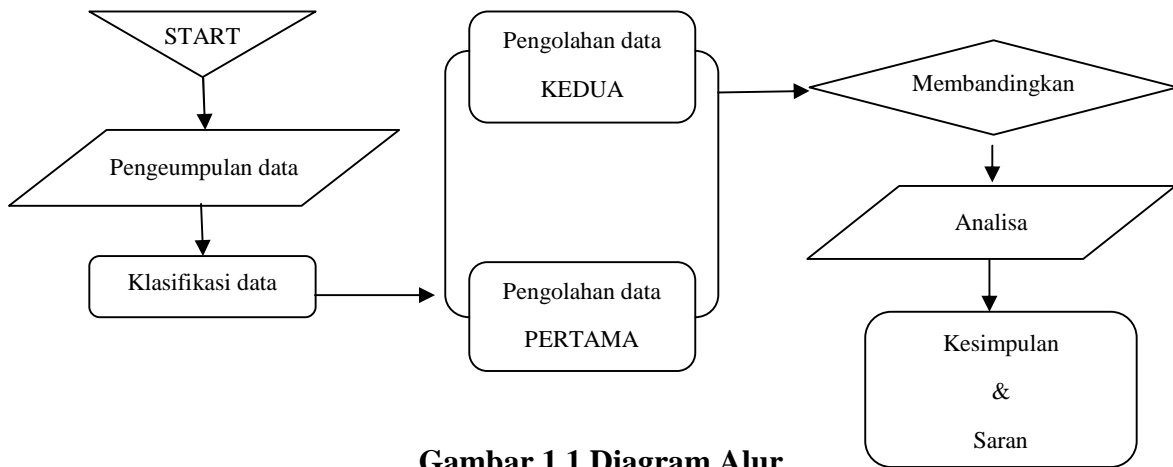 START
Pengeumpulan data
Klasifikasi data
Pengolahan data
KEDUA
Pengolahan data
PERTAMA
Membandingkan
Analisa
Kesimpulan
&
Saran
Gambar 1.1 Diagram Alur